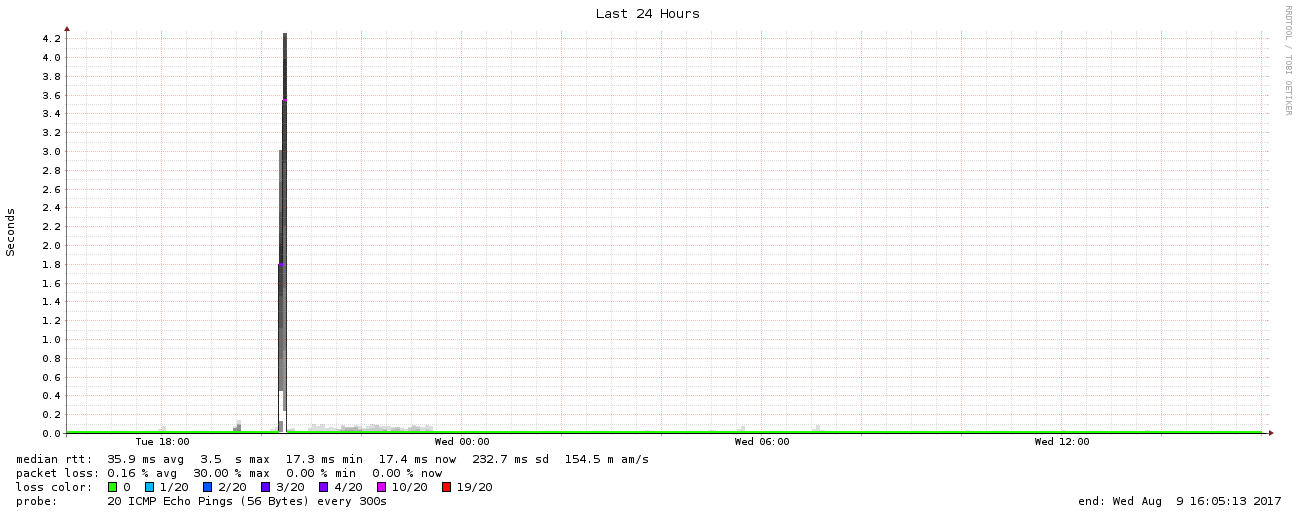 Last 24 Hours
RRDTOOL / TOBI OETIKER
Seconds
4.2
4.0
3.8
3.6
3.4
3.2
3.0
2.8
2.6
2.4
2.2
2.0
1.8
1.6
1.4
1.2
1.0
0.8
0.6
0.4
0.2
0.0
Tue 18:00 Wed 00:00 Wed 06:00 Wed 12:00
median rtt: 35.9 ms avg 3.5 s max 17.3 ms min 17.4 ms now 232.7 ms sd 154.5 m am/s
packet loss: 0.16 % avg 30.00 % max 0.00 % min 0.00 % now
loss color: 0 1/20 2/20 3/20 4/20 10/20 19/20
probe: 20 ICMP Echo Pings (56 Bytes) every 300s end: Wed Aug 9 16:05:13 2017